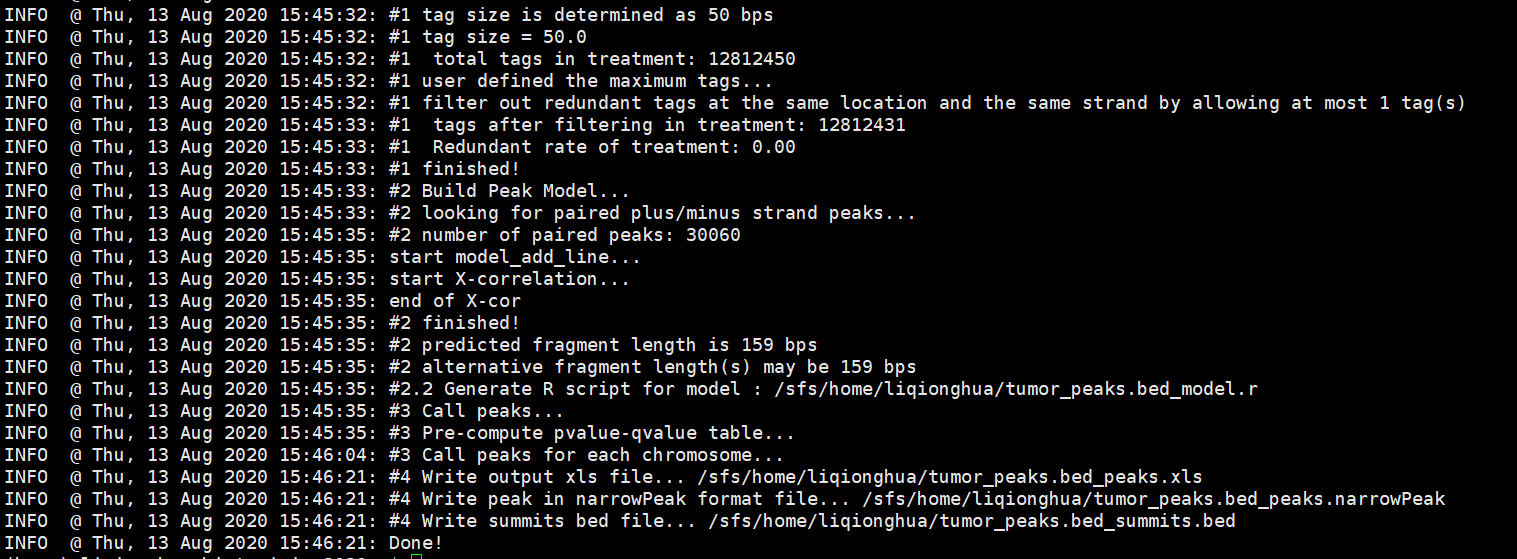 INFO  @ Thu, 13 Aug 2020 15:45:32: #1 tag size is determined as 50 bps
INFO  @ Thu, 13 Aug 2020 15:45:32: #1 tag size = 50.0
INFO  @ Thu, 13 Aug 2020 15:45:32: #1  total tags in treatment: 12812450
INFO  @ Thu, 13 Aug 2020 15:45:32: #1 user defined the maximum tags...
INFO  @ Thu, 13 Aug 2020 15:45:32: #1 filter out redundant tags at the same location and the same strand by allowing at most 1 tag(s)
INFO  @ Thu, 13 Aug 2020 15:45:33: #1  tags after filtering in treatment: 12812431
INFO  @ Thu, 13 Aug 2020 15:45:33: #1  Redundant rate of treatment: 0.00
INFO  @ Thu, 13 Aug 2020 15:45:33: #1 finished!
INFO  @ Thu, 13 Aug 2020 15:45:33: #2 Build Peak Model...
INFO  @ Thu, 13 Aug 2020 15:45:33: #2 looking for paired plus/minus strand peaks...
INFO  @ Thu, 13 Aug 2020 15:45:35: #2 number of paired peaks: 30060
INFO  @ Thu, 13 Aug 2020 15:45:35: start model_add_line...
INFO  @ Thu, 13 Aug 2020 15:45:35: start X-correlation...
INFO  @ Thu, 13 Aug 2020 15:45:35: end of X-cor
INFO  @ Thu, 13 Aug 2020 15:45:35: #2 finished!
INFO  @ Thu, 13 Aug 2020 15:45:35: #2 predicted fragment length is 159 bps
INFO  @ Thu, 13 Aug 2020 15:45:35: #2 alternative fragment length(s) may be 159 bps
INFO  @ Thu, 13 Aug 2020 15:45:35: #2.2 Generate R script for model : /sfs/home/liqionghua/tumor_peaks.bed_model.r
INFO  @ Thu, 13 Aug 2020 15:45:35: #3 Call peaks...
INFO  @ Thu, 13 Aug 2020 15:45:35: #3 Pre-compute pvalue-qvalue table...
INFO  @ Thu, 13 Aug 2020 15:46:04: #3 Call peaks for each chromosome...
INFO  @ Thu, 13 Aug 2020 15:46:21: #4 Write output xls file... /sfs/home/liqionghua/tumor_peaks.bed_peaks.xls
INFO  @ Thu, 13 Aug 2020 15:46:21: #4 Write peak in narrowPeak format file... /sfs/home/liqionghua/tumor_peaks.bed_peaks.narrowPeak
INFO  @ Thu, 13 Aug 2020 15:46:21: #4 Write summits bed file... /sfs/home/liqionghua/tumor_peaks.bed_summits.bed
INFO  @ Thu, 13 Aug 2020 15:46:21: Done!